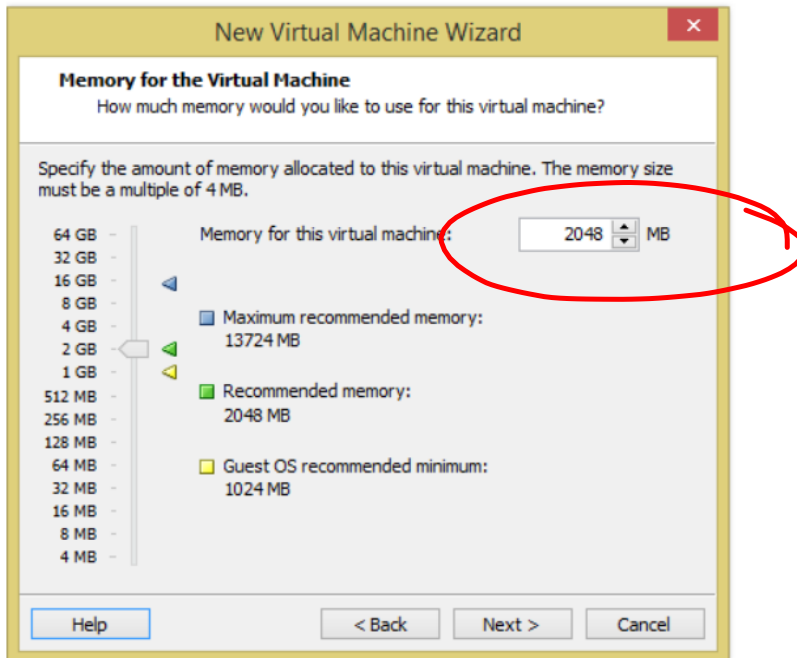 New Virtual Machine Wizard
Memory for the Virtual Machine
How much memory would you like to use for this virtual machine?
Specify the amount of memory allocated to this virtual machine. The memory size
must be a multiple of 4 MB.
Memory for this virtual machine: 2048 MB
64 GB
32 GB
16 GB
8 GB
4 GB
2 GB
1 GB
512 MB
256 MB
128 MB
64 MB
32 MB
16 MB
8 MB
4 MB
Maximum recommended memory:
13724 MB
Recommended memory:
2048 MB
Guest OS recommended minimum:
1024 MB
Help
< Back
Next >
Cancel